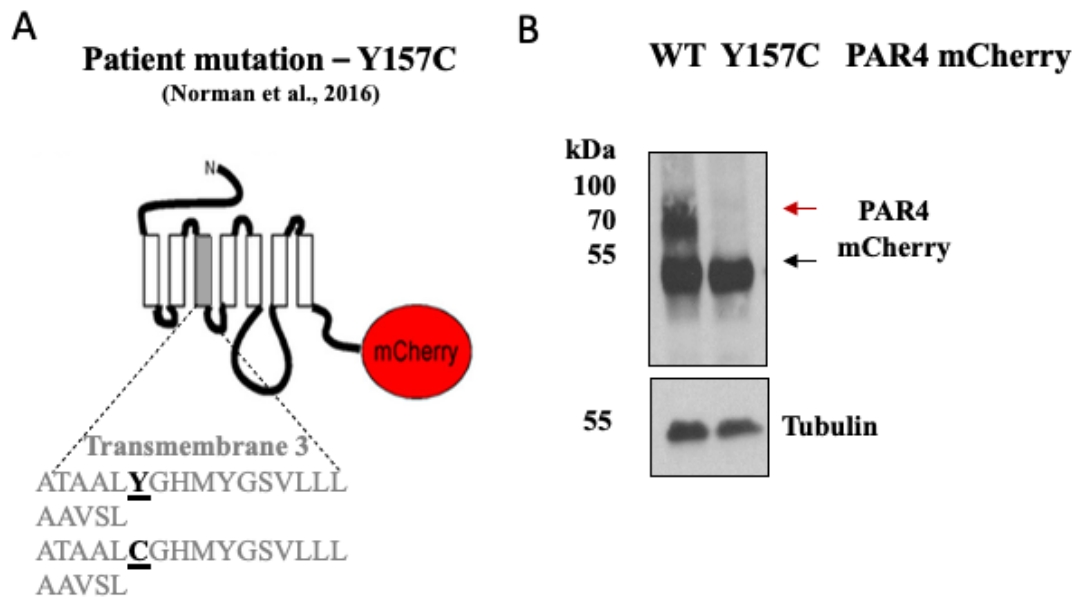 A
Patient mutation – Y157C
(Norman et al., 2016)
N
mCherry
Transmembrane 3
ATAALYGHMYGSVLLL
AAVSL
ATAALCGHMYGSVLLL
AAVSL
B
WT Y157C PAR4 mCherry
kDa
100
70
55
PAR4
mCherry
55
Tubulin